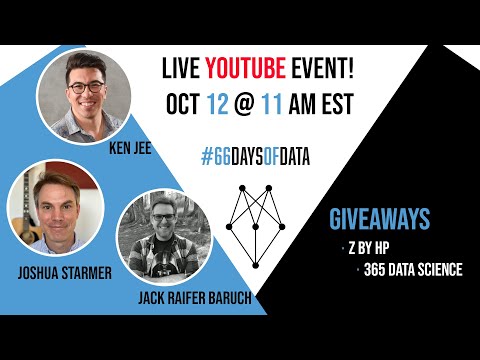 LIVE YOUTUBE EVENT!
OCT 12 @ 11 AM EST
KEN JEE
#66DAYSOFDATA
JOSHUA STARMER
JACK RAIFER BARUCH
GIVEAWAYS
· Z BY HP
· 365 DATA SCIENCE